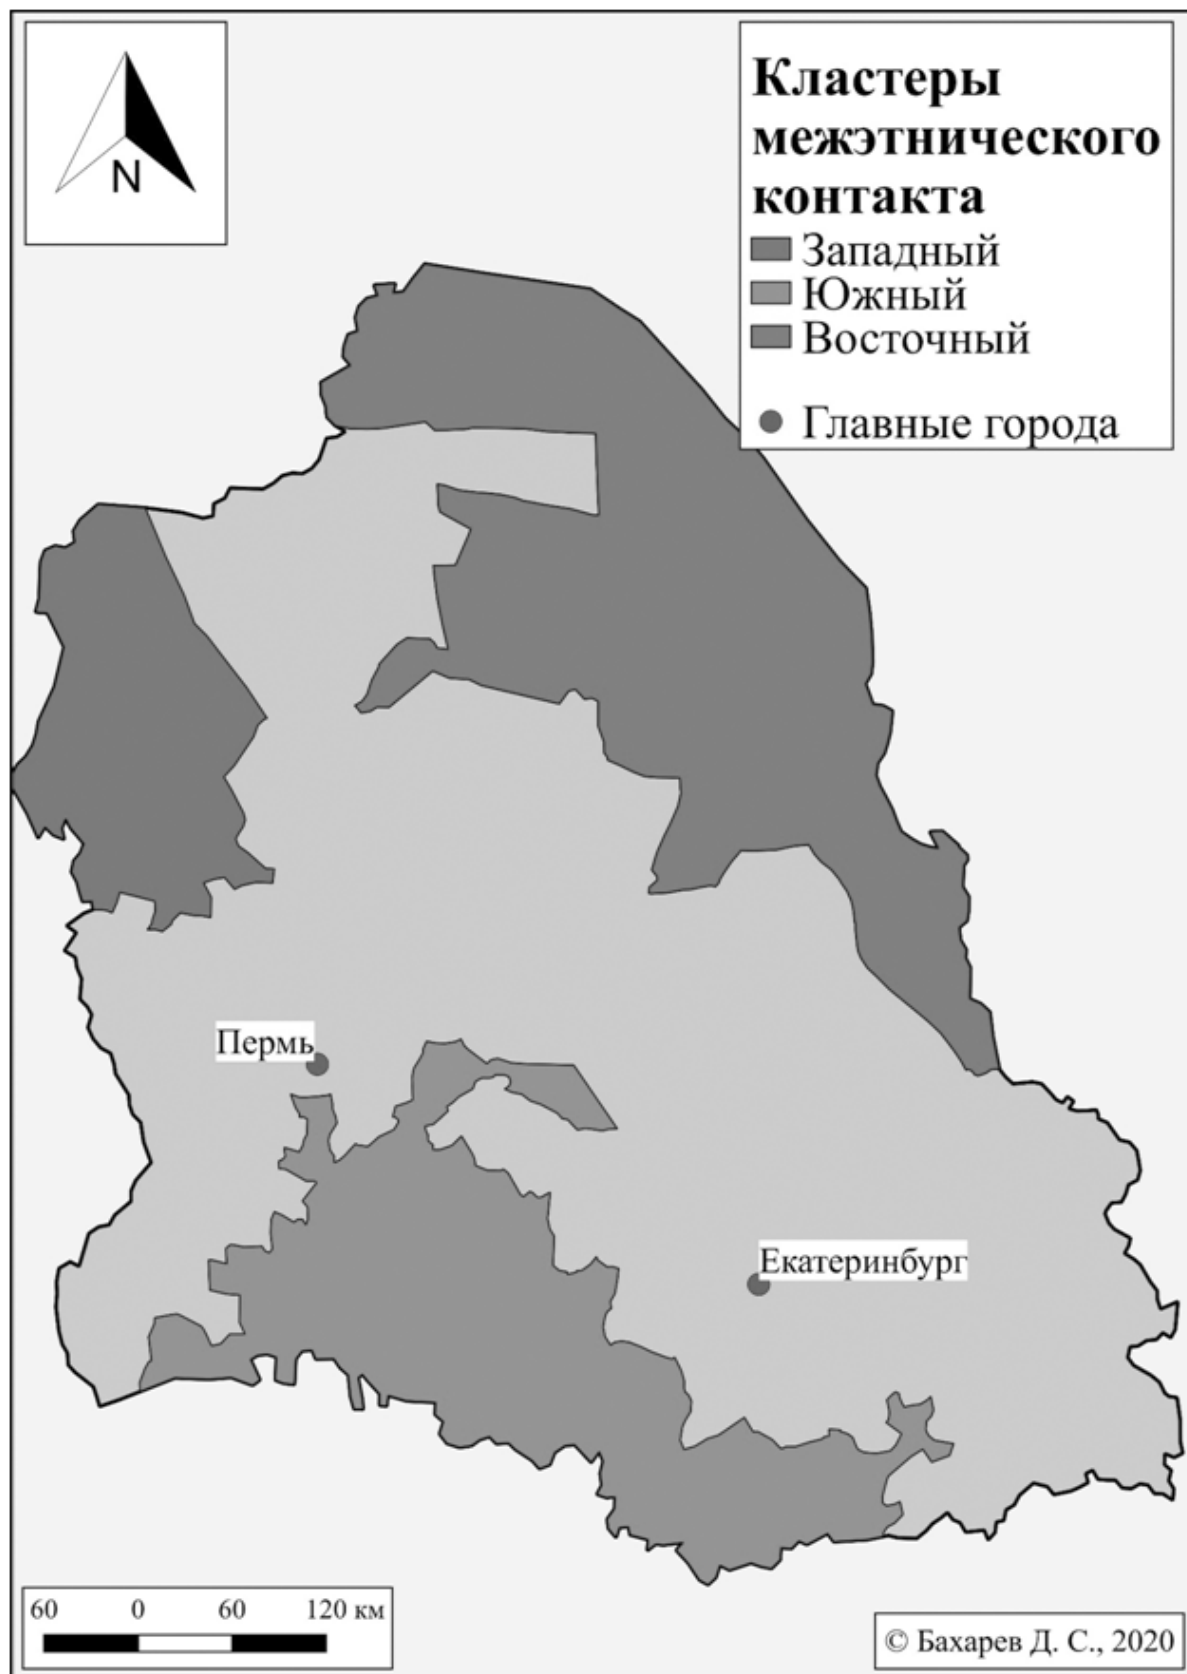 N
Кластеры
межэтнического
контакта
Западный
Южный
Восточный
Главные города
Пермь
Екатеринбург
60 0 60 120 км
© Бахарев Д. С., 2020